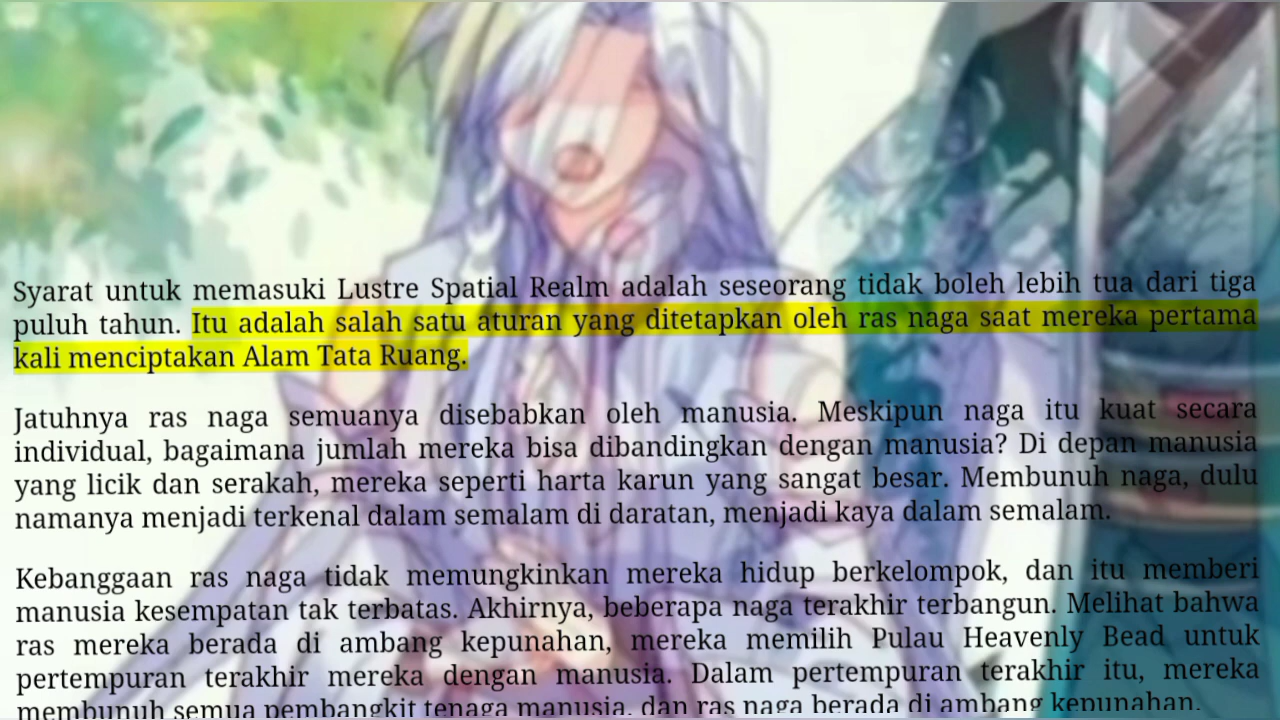 Syarat untuk memasuki Lustre Spatial Realm adalah seseorang tidak boleh lebih tua dari tiga
puluh tahun. Itu adalah salah satu aturan yang ditetapkan oleh ras naga saat mereka pertama
kali menciptakan Alam Tata Ruang.
Jatuhnya ras naga semuanya disebabkan oleh manusia. Meskipun naga itu kuat secara
individual, bagaimana jumlah mereka bisa dibandingkan dengan manusia? Di depan manusia
yang licik dan serakah, mereka seperti harta karun yang sangat besar. Membunuh naga, dulu
namanya menjadi terkenal dalam semalam di daratan, menjadi kaya dalam semalam.
Kebanggaan ras naga tidak memungkinkan mereka hidup berkelompok, dan itu memberi
manusia kesempatan tak terbatas. Akhirnya, beberapa naga terakhir terbangun. Melihat bahwa
ras mereka berada di ambang kepunahan, mereka memilih Pulau Heavenly Bead untuk
pertempuran terakhir mereka dengan manusia. Dalam pertempuran terakhir itu, mereka
membunuh semua pembangkit tenaga manusia, dan ras naga berada di ambang kepunahan.